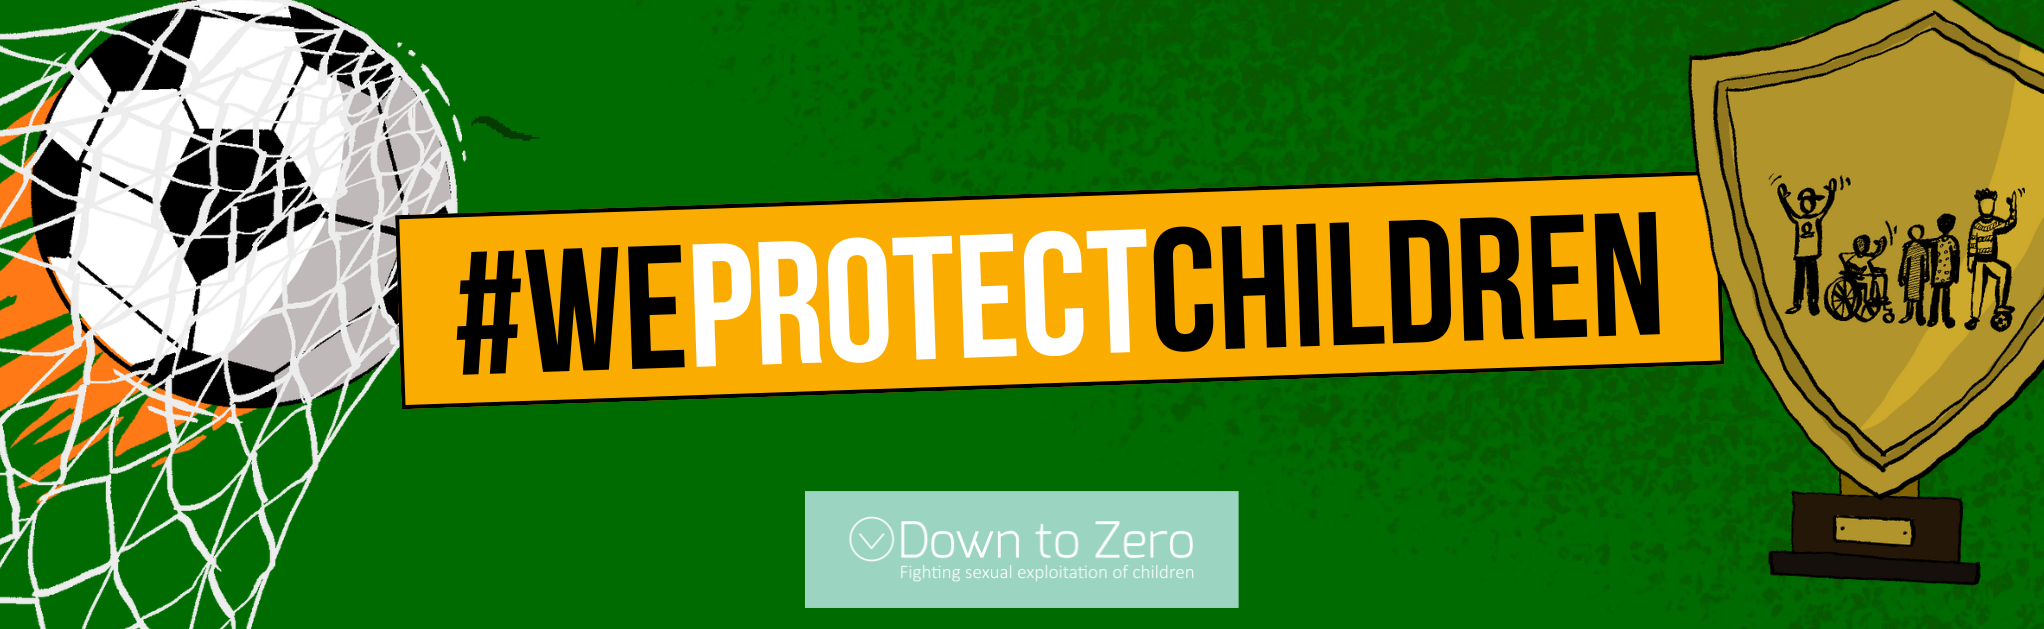 #WEPROTECTCHILDREN
Down to Zero
Fighting sexual exploitation of children